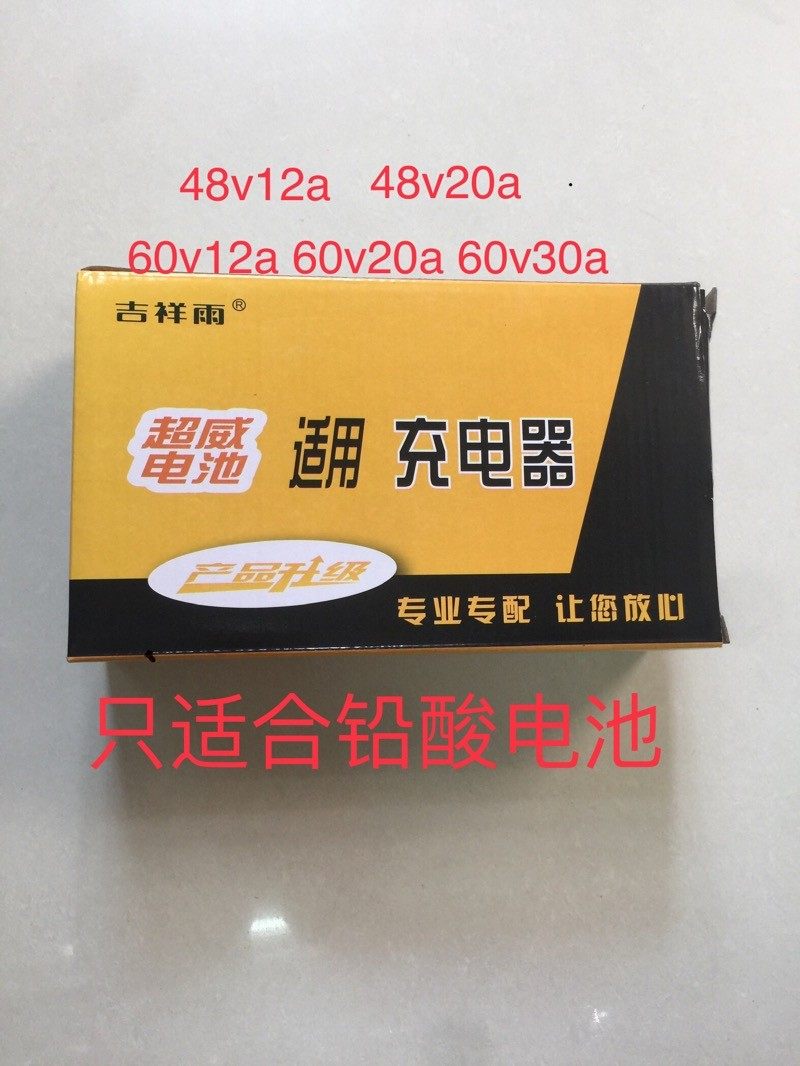 48v12a 48v20a
60v12a 60v20a 60v30a
吉祥雨®
超威
电池
适用 充电器
产品升级
专业专配 让您放心
只适合铅酸电池